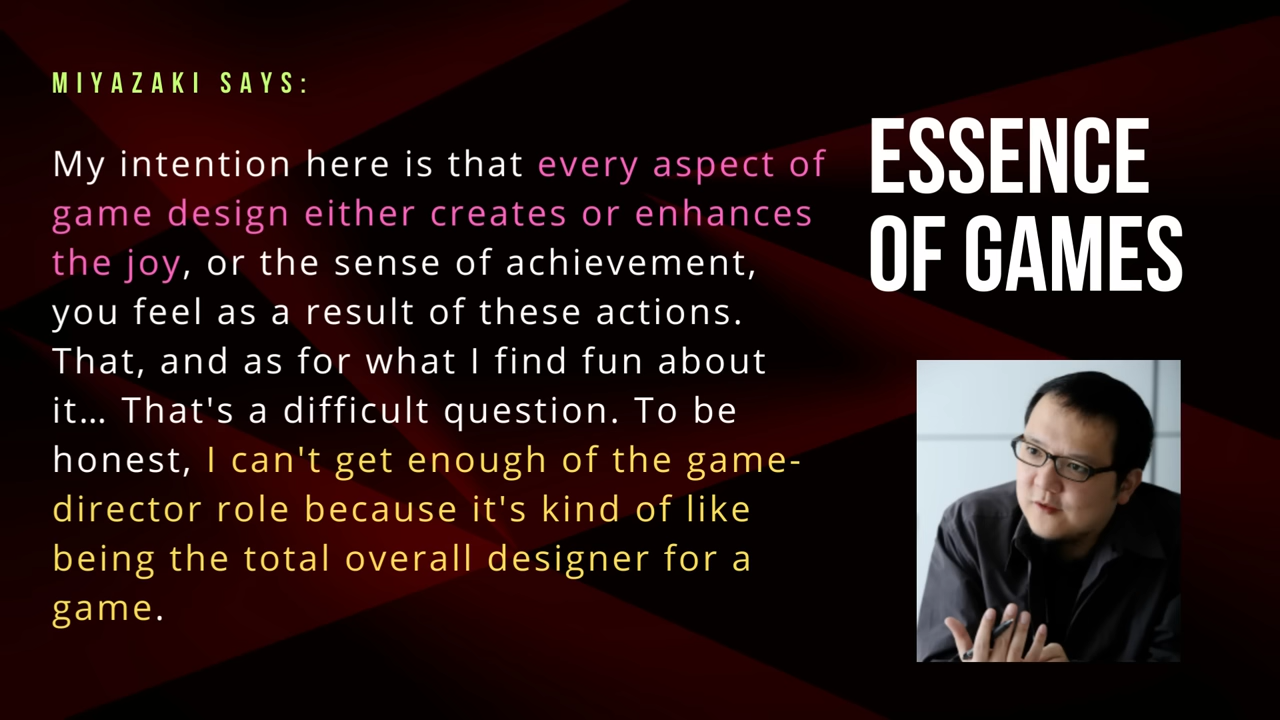 MIYAZAKI SAYS:
My intention here is that every aspect of
game design either creates or enhances
the joy, or the sense of achievement,
you feel as a result of these actions.
That, and as for what I find fun about
it… That's a difficult question. To be
honest, I can't get enough of the game-
director role because it's kind of like
being the total overall designer for a
game.
ESSENCE
OF GAMES